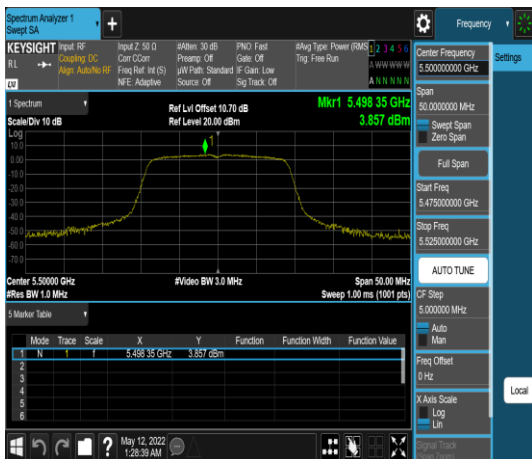 Spectrum Analyzer 1
Swept SA
+
Frequency
KEYSIGHT
Input: RF
Input Z: 50 Ω
#Atten: 30 dB
PNO: Fast
#Avg Type: Power (RMS
1 2 3 4 5 6
RL
Coupling: DC
Corr CCorr
Preamp: Off
Gate: Off
Trig: Free Run
A W W W W W
Align: Auto/No RF
Freq Ref: Int (S)
µW Path: Standard
IF Gain: Low
NFE: Adaptive
Source: Off
Sig Track: Off
A N N N N N
LXI
1 Spectrum
Ref Lvl Offset 10.70 dB
Mkr1 5.498 35 GHz
Scale/Div 10 dB
Ref Level 20.00 dBm
3.857 dBm
Log
1
10.0
0.00
-10.0
-20.0
-30.0
-40.0
-50.0
-60.0
-70.0
Center 5.50000 GHz
#Video BW 3.0 MHz
Span 50.00 MHz
#Res BW 1.0 MHz
Sweep 1.00 ms (1001 pts)
5 Marker Table
Mode Trace Scale X Y Function Function Width Function Value
1 N 1 f 5.498 35 GHz 3.857 dBm
2
3
4
5
6
May 12, 2022
1:28:39 AM
Center Frequency
5.500000000 GHz
Span
50.0000000 MHz
Swept Span
Zero Span
Full Span
Start Freq
5.475000000 GHz
Stop Freq
5.525000000 GHz
AUTO TUNE
CF Step
5.000000 MHz
Auto
Man
Freq Offset
0 Hz
X Axis Scale
Log
Lin
Signal Track
(Span Zoom)
Settings
Local